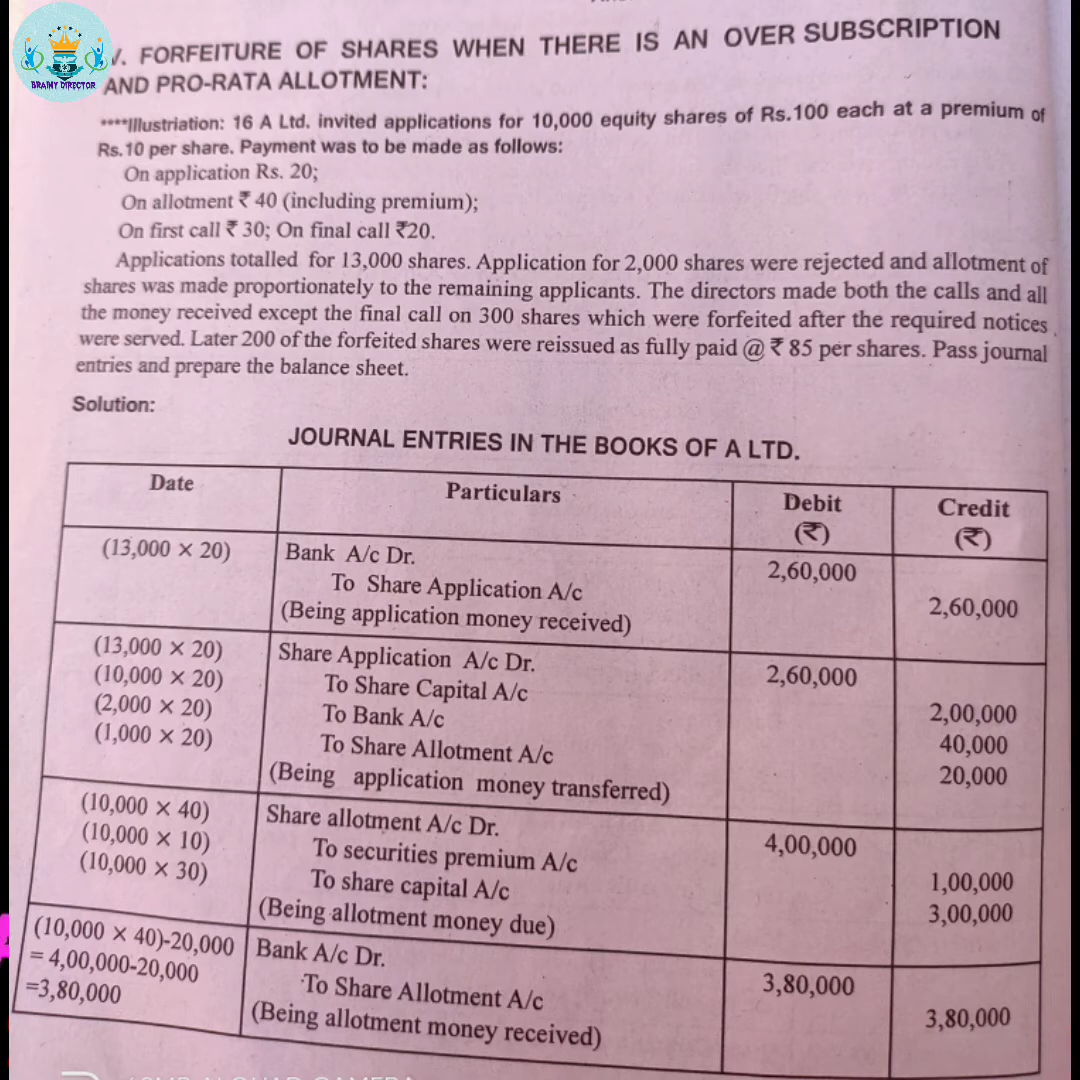 BRAINY DIRECTOR
V. FORFEITURE OF SHARES WHEN THERE IS AN OVER SUBSCRIPTION
AND PRO-RATA ALLOTMENT:
****Illustriation: 16 A Ltd. invited applications for 10,000 equity shares of Rs.100 each at a premium of
Rs.10 per share. Payment was to be made as follows:
On application Rs. 20;
On allotment ₹ 40 (including premium);
On first call ₹ 30; On final call ₹20.
Applications totalled for 13,000 shares. Application for 2,000 shares were rejected and allotment of
shares was made proportionately to the remaining applicants. The directors made both the calls and all
the money received except the final call on 300 shares which were forfeited after the required notices
were served. Later 200 of the forfeited shares were reissued as fully paid @ ₹ 85 per shares. Pass journal
entries and prepare the balance sheet.
Solution:
JOURNAL ENTRIES IN THE BOOKS OF A LTD.
Date Particulars Debit (₹) Credit (₹)
(13,000 × 20) Bank A/c Dr. 2,60,000
To Share Application A/c 2,60,000
(Being application money received)
(13,000 × 20) Share Application A/c Dr. 2,60,000
(10,000 × 20) To Share Capital A/c 2,00,000
(2,000 × 20) To Bank A/c 40,000
(1,000 × 20) To Share Allotment A/c 20,000
(Being application money transferred)
(10,000 × 40) Share allotment A/c Dr. 4,00,000
(10,000 × 10) To securities premium A/c 1,00,000
(10,000 × 30) To share capital A/c 3,00,000
(Being allotment money due)
(10,000 × 40)-20,000 Bank A/c Dr. 3,80,000
= 4,00,000-20,000 To Share Allotment A/c 3,80,000
=3,80,000 (Being allotment money received)